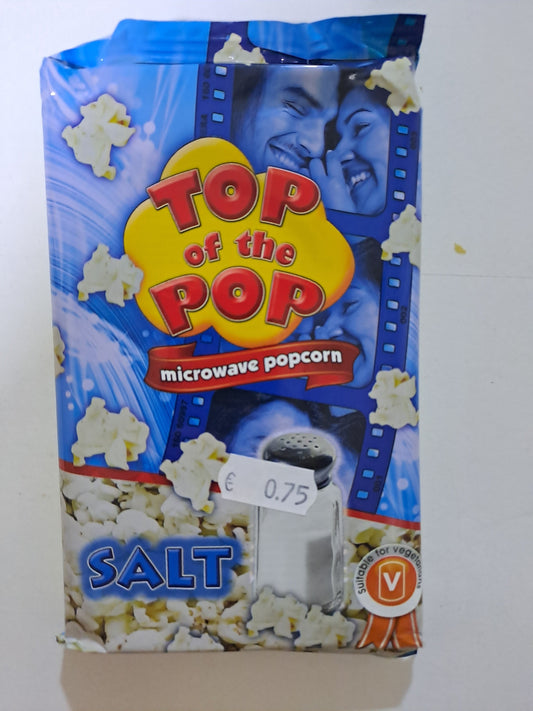 TOP
of the
POP
microwave popcorn
€ 0.75
SALT
Suitable for vegetarians
V